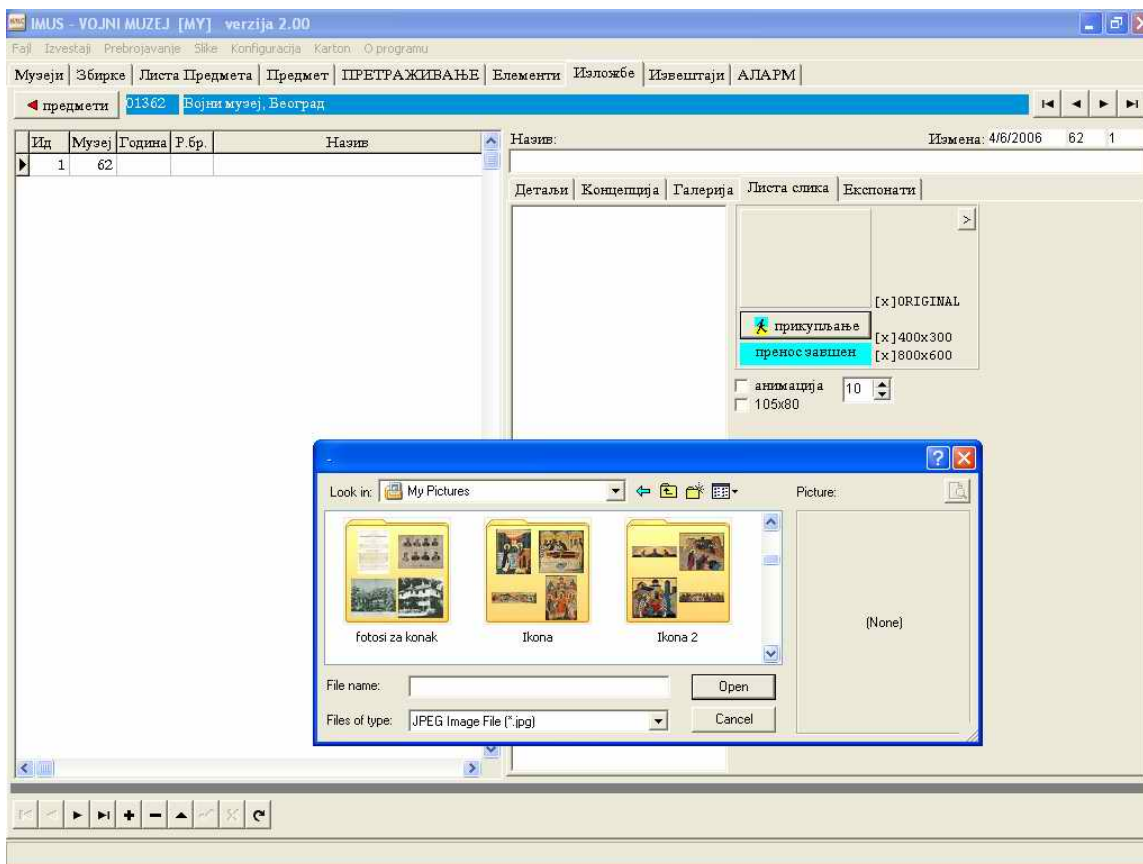 IMUS - VOJNI MUZEJ [MY] verzija 2.00
Fajl Izvestaji Prebrojavanje Slike Konfiguracija Karton O programu
Музеји Збирке Листа Предмета Предмет ПРЕТРАЖИВАЊЕ Елементи Изложбе Извештаји АЛАРМ
предмети 01362 Војни музеј, Београд
Ид Музеј Година Р.бр. Назив
1 62
Назив: Измена: 4/6/2006 62 1
Детаљи Концепција Галерија Листа слика Експонати
>
[x]ORIGINAL
прикупљање
[x]400x300
пренос завшен [x]800x600
анимација 10
105x80
Look in: My Pictures Picture:
fotosi za konak Ikona Ikona 2
(None)
File name: Open
Files of type: JPEG Image File (*.jpg) Cancel